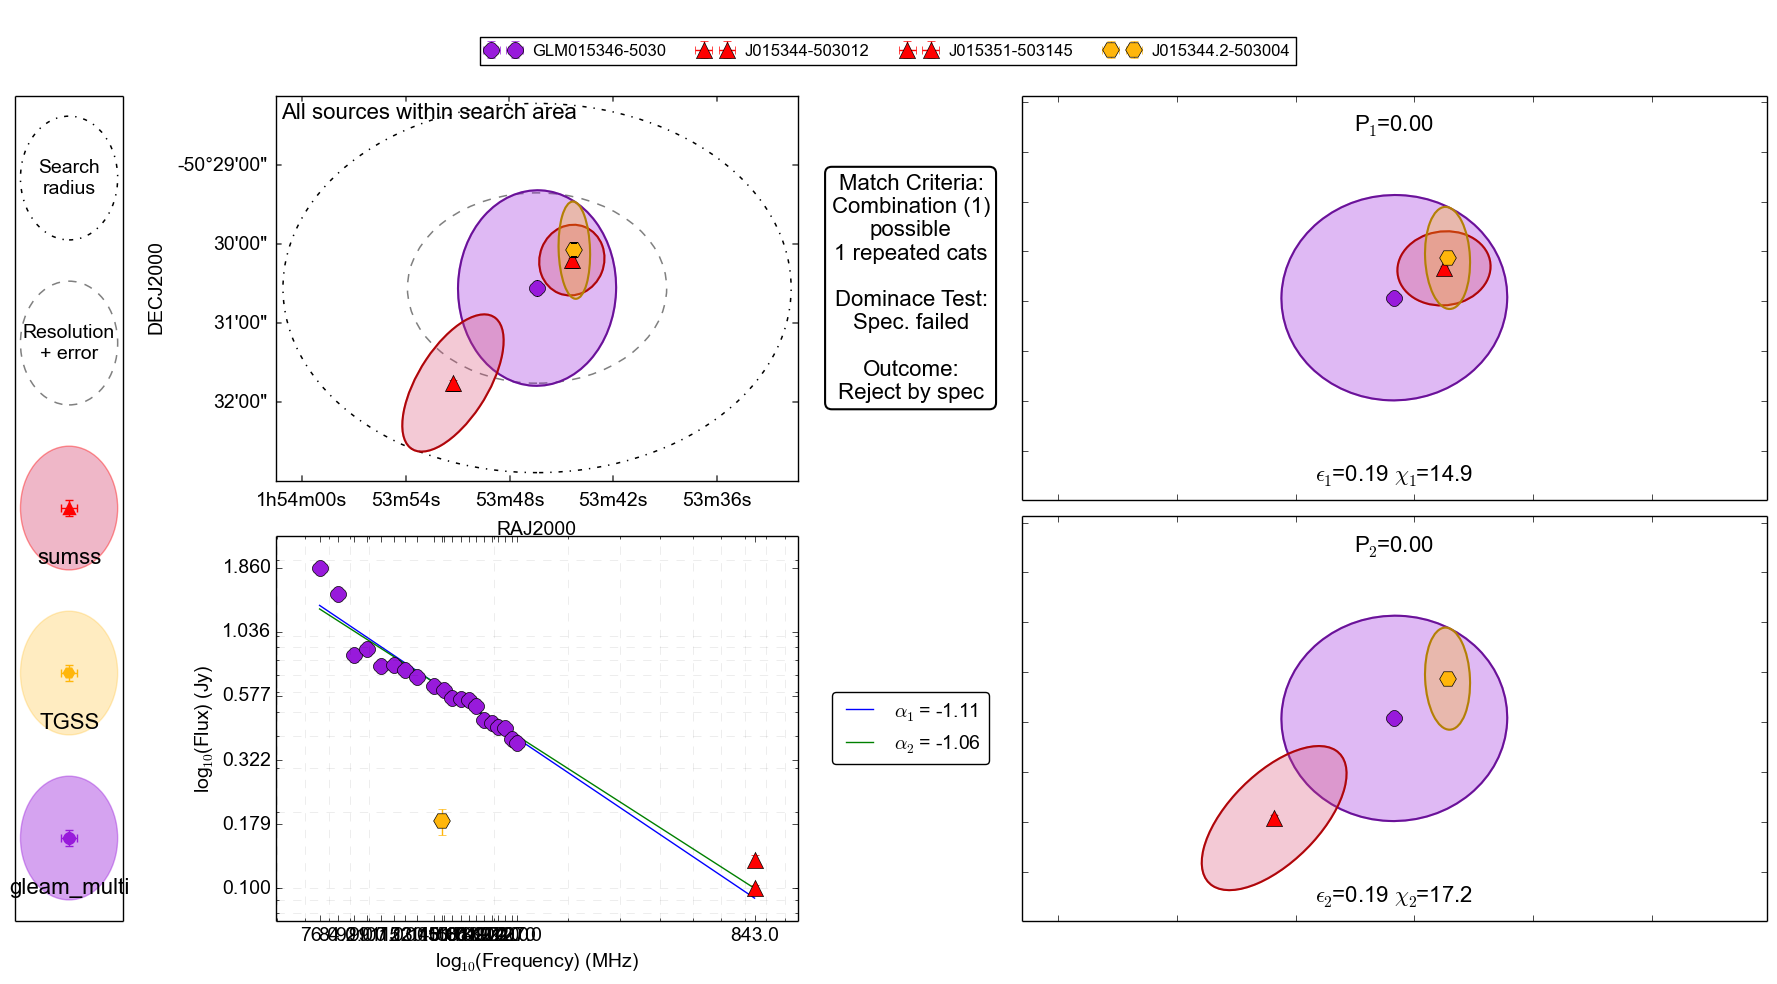 GLM015346-5030 J015344-503012 J015351-503145 J015344.2-503004
Search
radius
Resolution
+ error
sumss
TGSS
gleam_multi
All sources within search area
DECJ2000
-50°29'00"
30'00"
31'00"
32'00"
1h54m00s 53m54s 53m48s 53m42s 53m36s
RAJ2000
Match Criteria:
Combination (1)
possible
1 repeated cats
Dominace Test:
Spec. failed
Outcome:
Reject by spec
P₁=0.00
ϵ₁=0.19 χ₁=14.9
log₁₀(Flux) (Jy)
1.860
1.036
0.577
0.322
0.179
0.100
843.0
log₁₀(Frequency) (MHz)
α₁ = -1.11
α₂ = -1.06
P₂=0.00
ϵ₂=0.19 χ₂=17.2